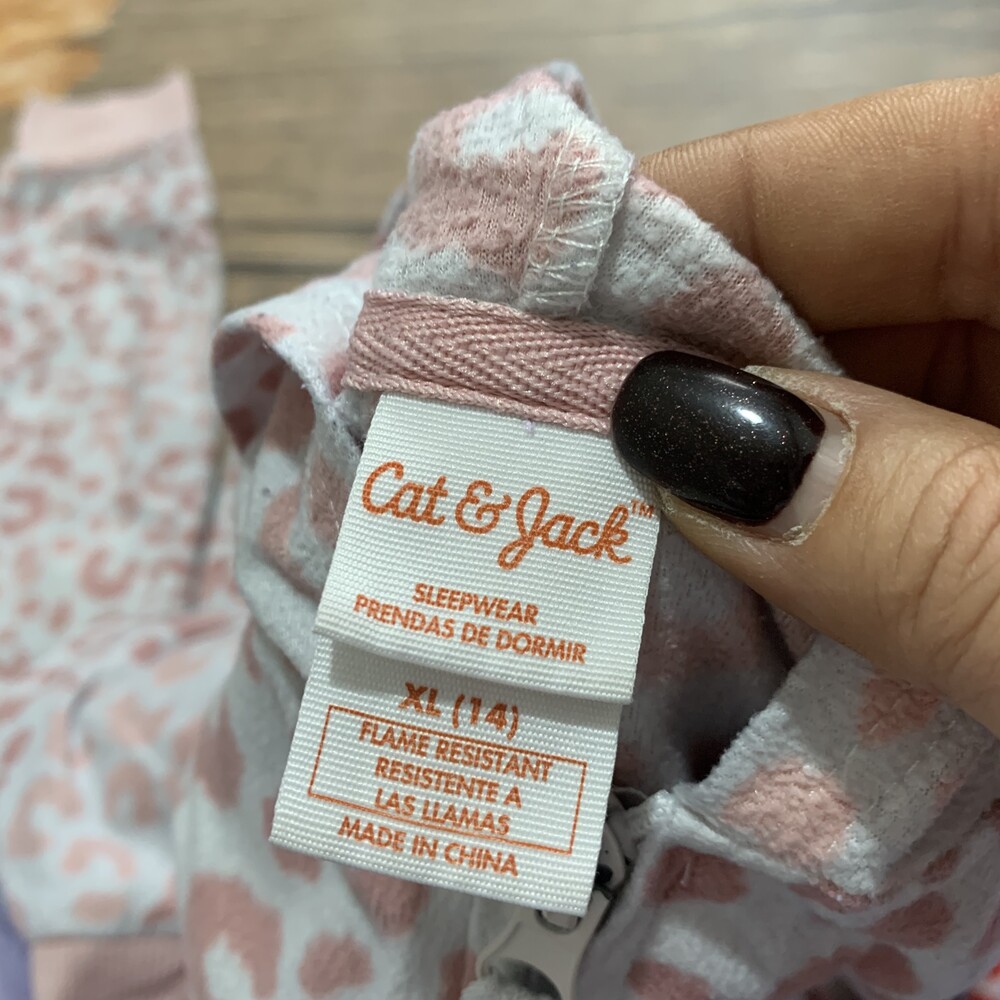 Cat & Jack™
SLEEPWEAR
PRENDAS DE DORMIR
XL (14)
FLAME RESISTANT
RESISTENTE A
LAS LLAMAS
MADE IN CHINA